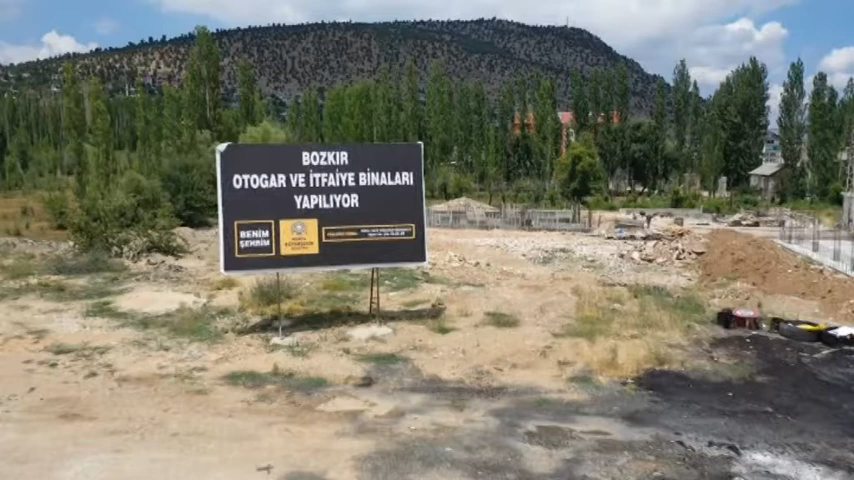 BOZKIR
OTOGAR VE İTFAİYE BİNALARI
YAPILIYOR
BENİM
ŞEHRİM